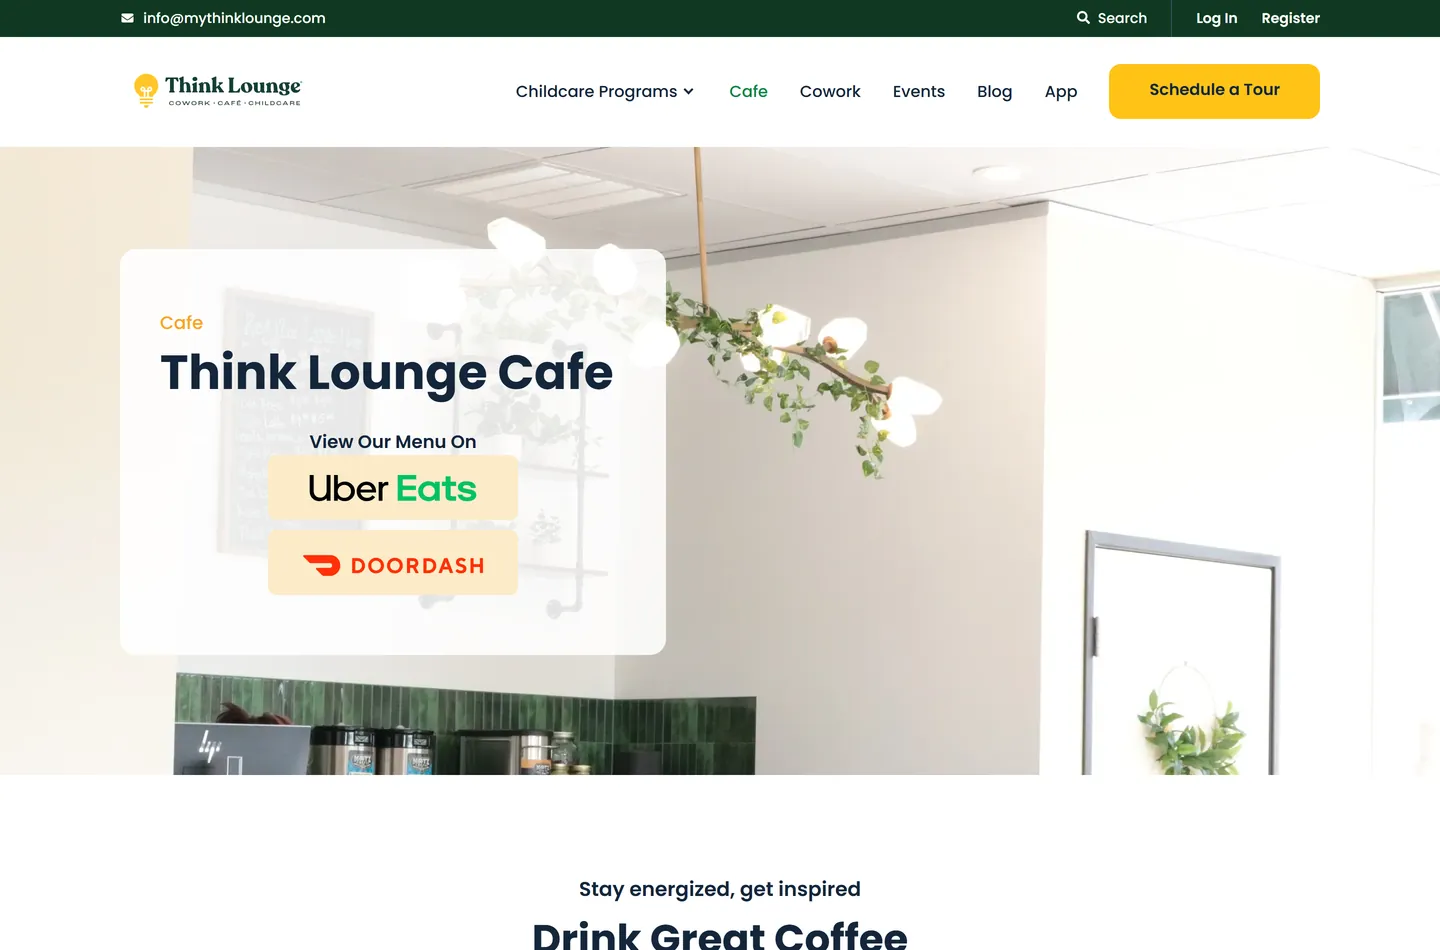 info@mythinklounge.com
Search
Log In
Register
Think Lounge
COWORK · CAFÉ · CHILDCARE
Childcare Programs
Cafe
Cowork
Events
Blog
App
Schedule a Tour
Cafe
Think Lounge Cafe
View Our Menu On
Uber Eats
DOORDASH
hp
Stay energized, get inspired
Drink Great Coffee